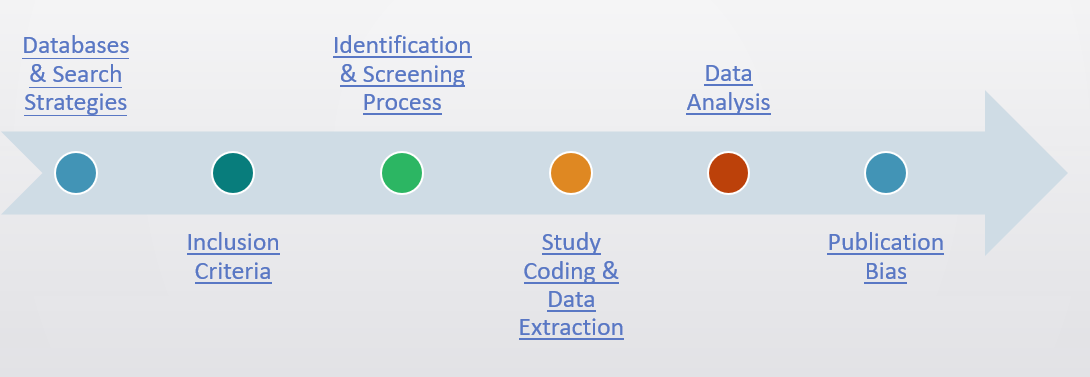 Databases
& Search
Strategies
Inclusion
Criteria
Identification
& Screening
Process
Study
Coding &
Data
Extraction
Data
Analysis
Publication
Bias